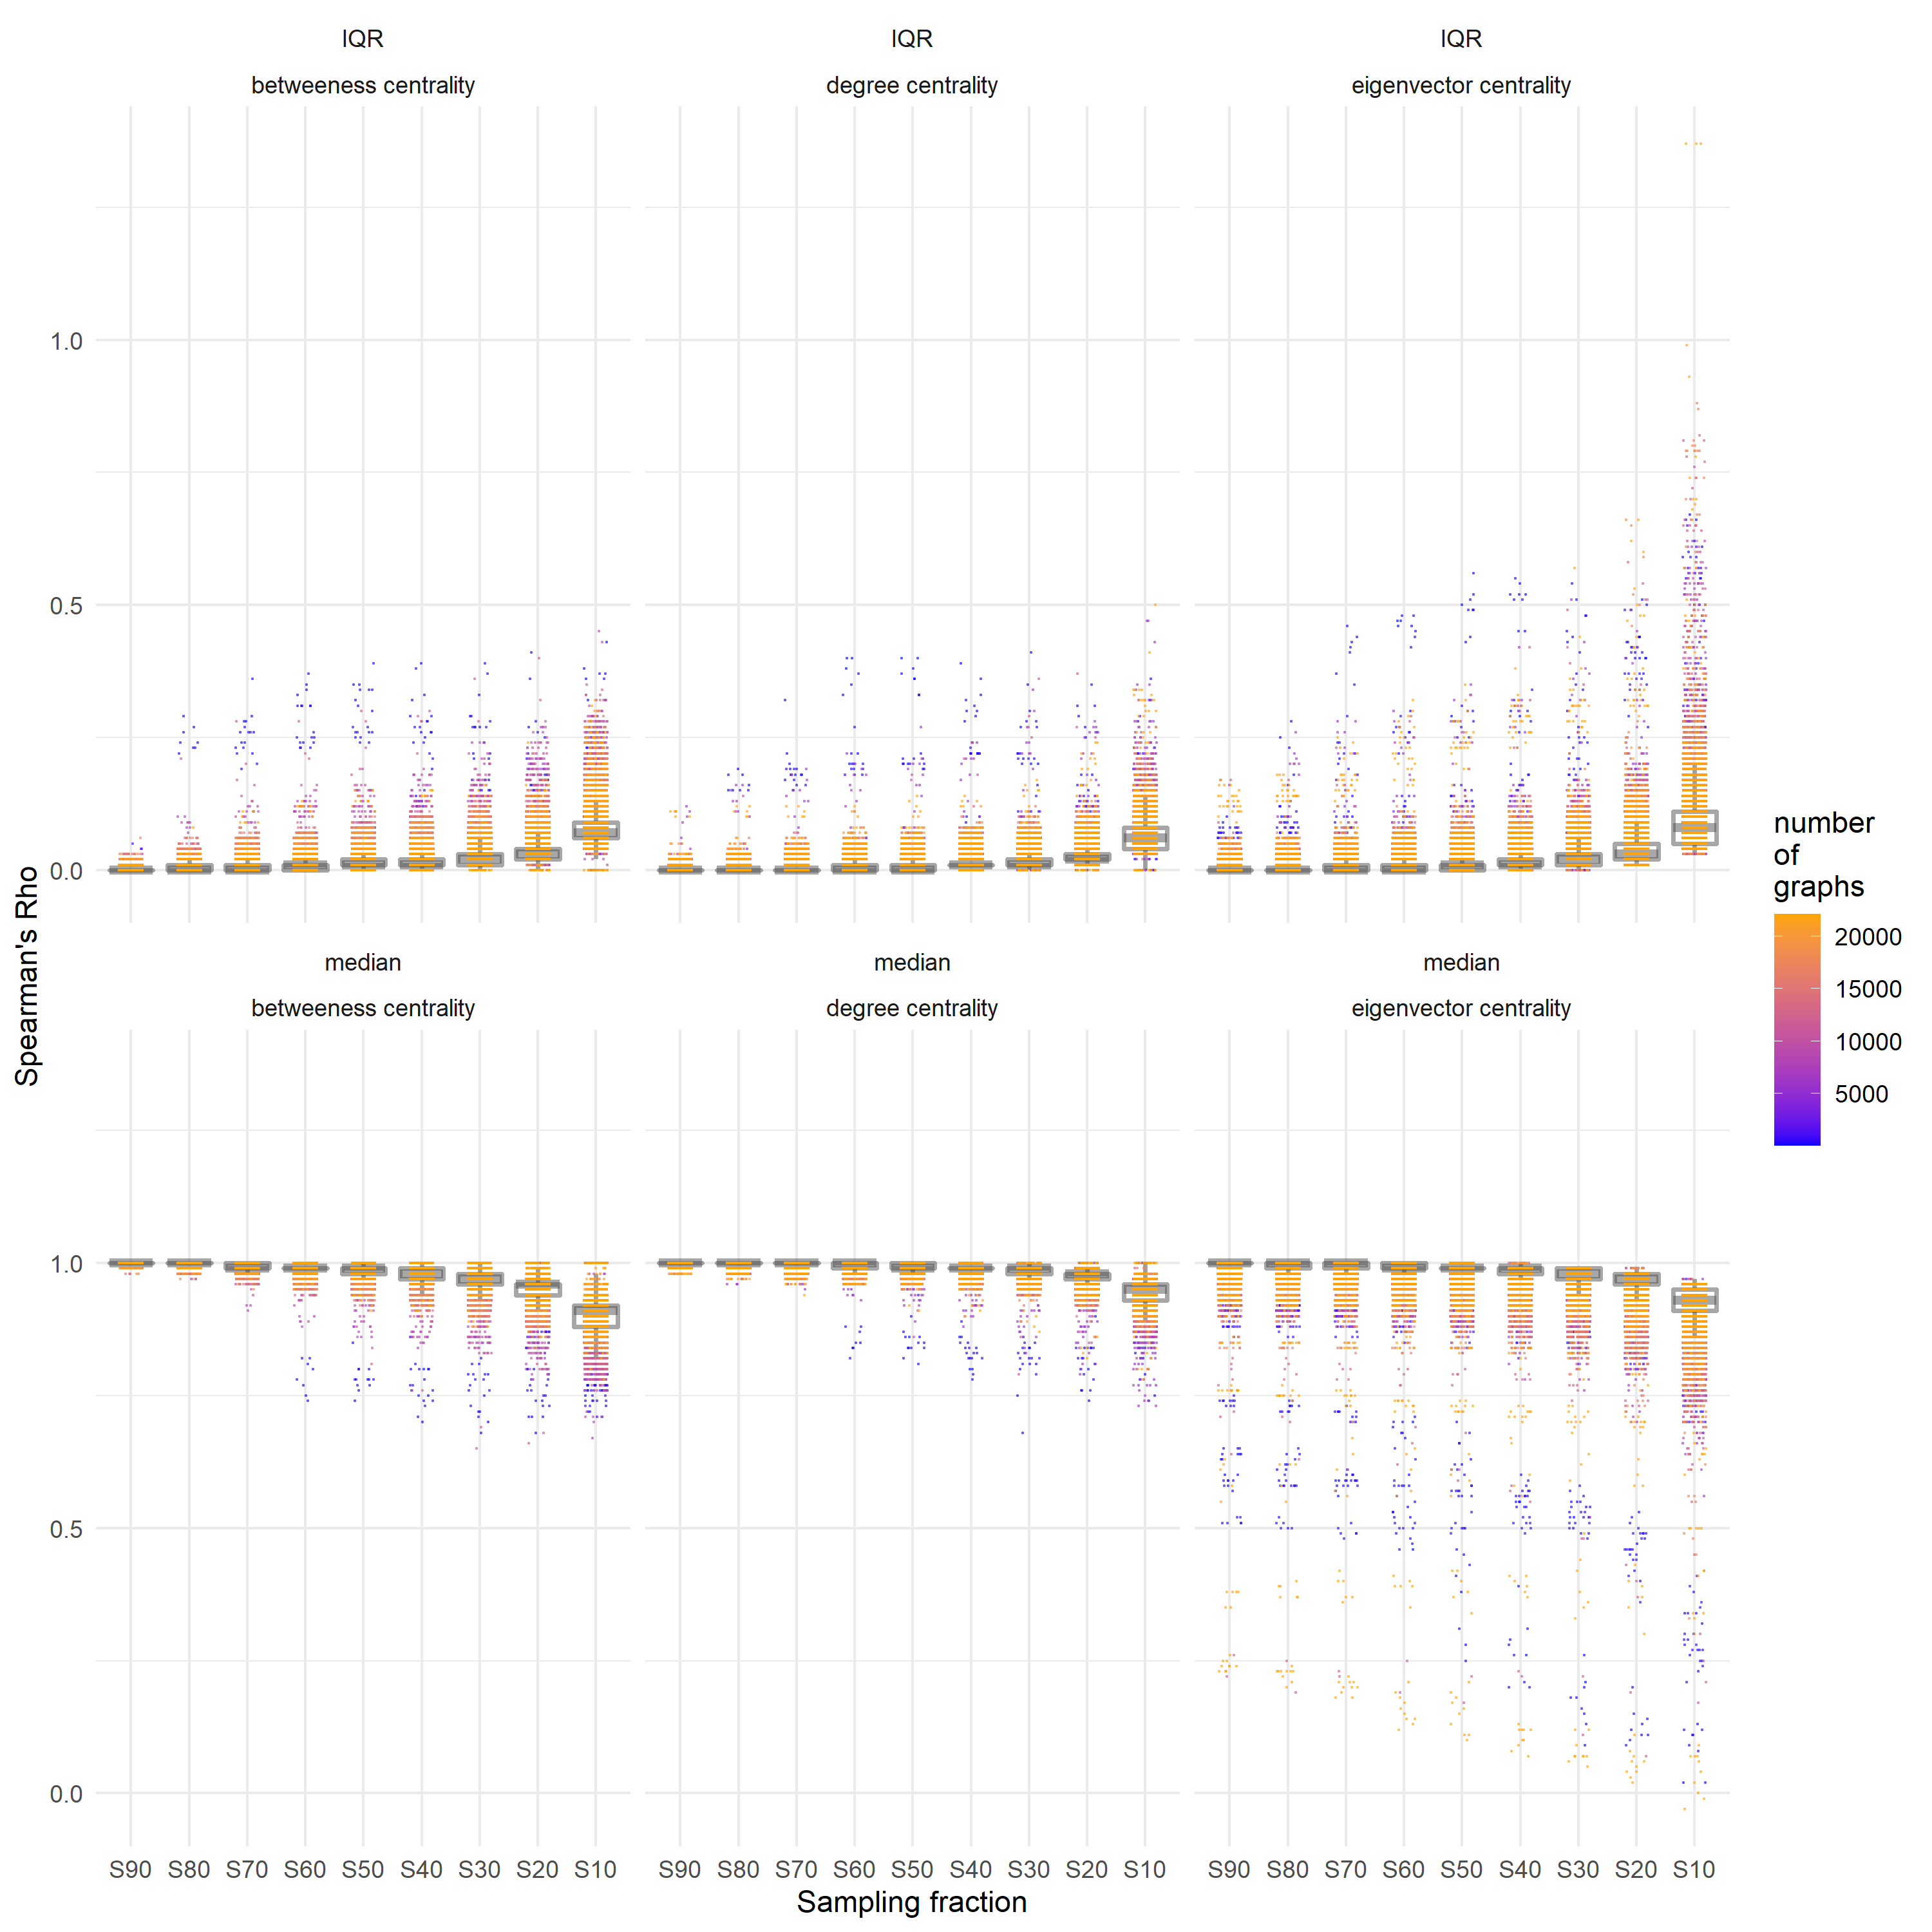 IQR IQR IQR
betweeness centrality degree centrality eigenvector centrality
1.0
0.5
0.0
Spearman's Rho
number
of
graphs
20000
15000
10000
5000
median median median
betweeness centrality degree centrality eigenvector centrality
1.0
0.5
0.0
S90 S80 S70 S60 S50 S40 S30 S20 S10 S90 S80 S70 S60 S50 S40 S30 S20 S10 S90 S80 S70 S60 S50 S40 S30 S20 S10
Sampling fraction